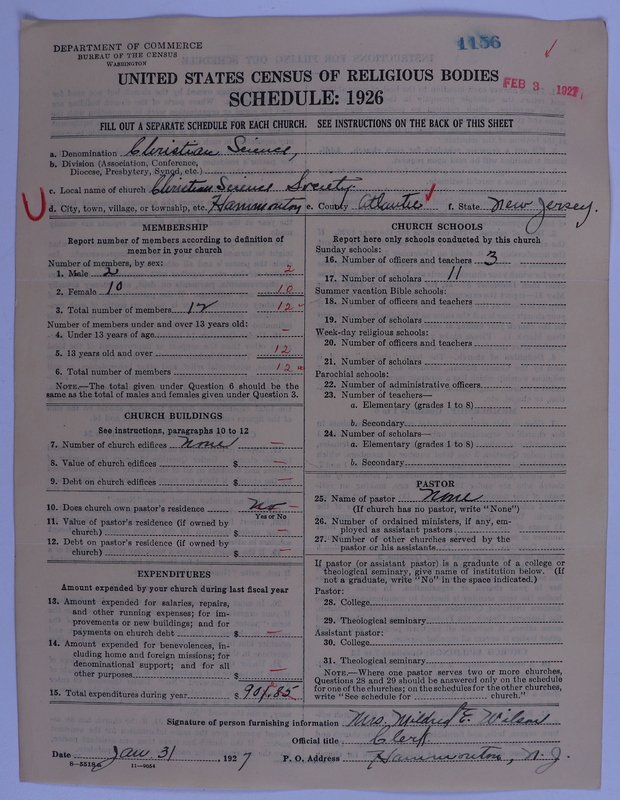 DEPARTMENT OF COMMERCE
BUREAU OF THE CENSUS
WASHINGTON
1156
UNITED STATES CENSUS OF RELIGIOUS BODIES
FEB 3 1927
SCHEDULE: 1926
FILL OUT A SEPARATE SCHEDULE FOR EACH CHURCH. SEE INSTRUCTIONS ON THE BACK OF THIS SHEET
a. Denomination Christian Science,
b. Division (Association, Conference,
Diocese, Presbytery, Synod, etc.)
c. Local name of church Christian Science Society
d. City, town, village, or township, etc. Hammonton e. County Atlantic f. State New Jersey.
MEMBERSHIP
Report number of members according to definition of
member in your church
Number of members, by sex:
1. Male 2 2
2. Female 10 10
3. Total number of members 12 12
Number of members under and over 13 years old:
4. Under 13 years of age —
5. 13 years old and over 12
6. Total number of members 12
NOTE.—The total given under Question 6 should be the
same as the total of males and females given under Question 3.
CHURCH BUILDINGS
See instructions, paragraphs 10 to 12
7. Number of church edifices none —
8. Value of church edifices $ —
9. Debt on church edifices $ —
10. Does church own pastor's residence No —
Yes or No
11. Value of pastor's residence (if owned by
church) $ —
12. Debt on pastor's residence (if owned by
church) $ —
EXPENDITURES
Amount expended by church during last fiscal year
13. Amount expended for salaries, repairs,
and other running expenses; for im-
provements or new buildings; and for
payments on church debt $ —
14. Amount expended for benevolences, in-
cluding home and foreign missions; for
denominational support; and for all
other purposes $ —
15. Total expenditures during year $ 901.85
CHURCH SCHOOLS
Report here only schools conducted by this church
Sunday schools:
16. Number of officers and teachers 3
17. Number of scholars 11
Summer vacation Bible schools:
18. Number of officers and teachers
19. Number of scholars
Week-day religious schools:
20. Number of officers and teachers
21. Number of scholars
Parochial schools:
22. Number of administrative officers
23. Number of teachers—
a. Elementary (grades 1 to 8)
b. Secondary
24. Number of scholars—
a. Elementary (grades 1 to 8)
b. Secondary
PASTOR
25. Name of pastor None
(If church has no pastor, write "None")
26. Number of ordained ministers, if any, em-
ployed as assistant pastors
27. Number of other churches served by the
pastor or his assistants
If pastor (or assistant pastor) is a graduate of a college or
theological seminary, give name of institution below. (If
not a graduate, write "No" in the space indicated.)
Pastor:
28. College
29. Theological seminary
Assistant pastor:
30. College
31. Theological seminary
NOTE.—Where one pastor serves two or more churches,
Questions 28 and 29 should be answered only on the schedule
for one of the churches; on the schedules for the other churches,
write "See schedule for church."
Signature of person furnishing information Mrs. Mildred E. Wilson
Official title Clerk
Date Jan. 31, 1927 P. O. Address Hammonton, N. J.
8—5518a 11—9054